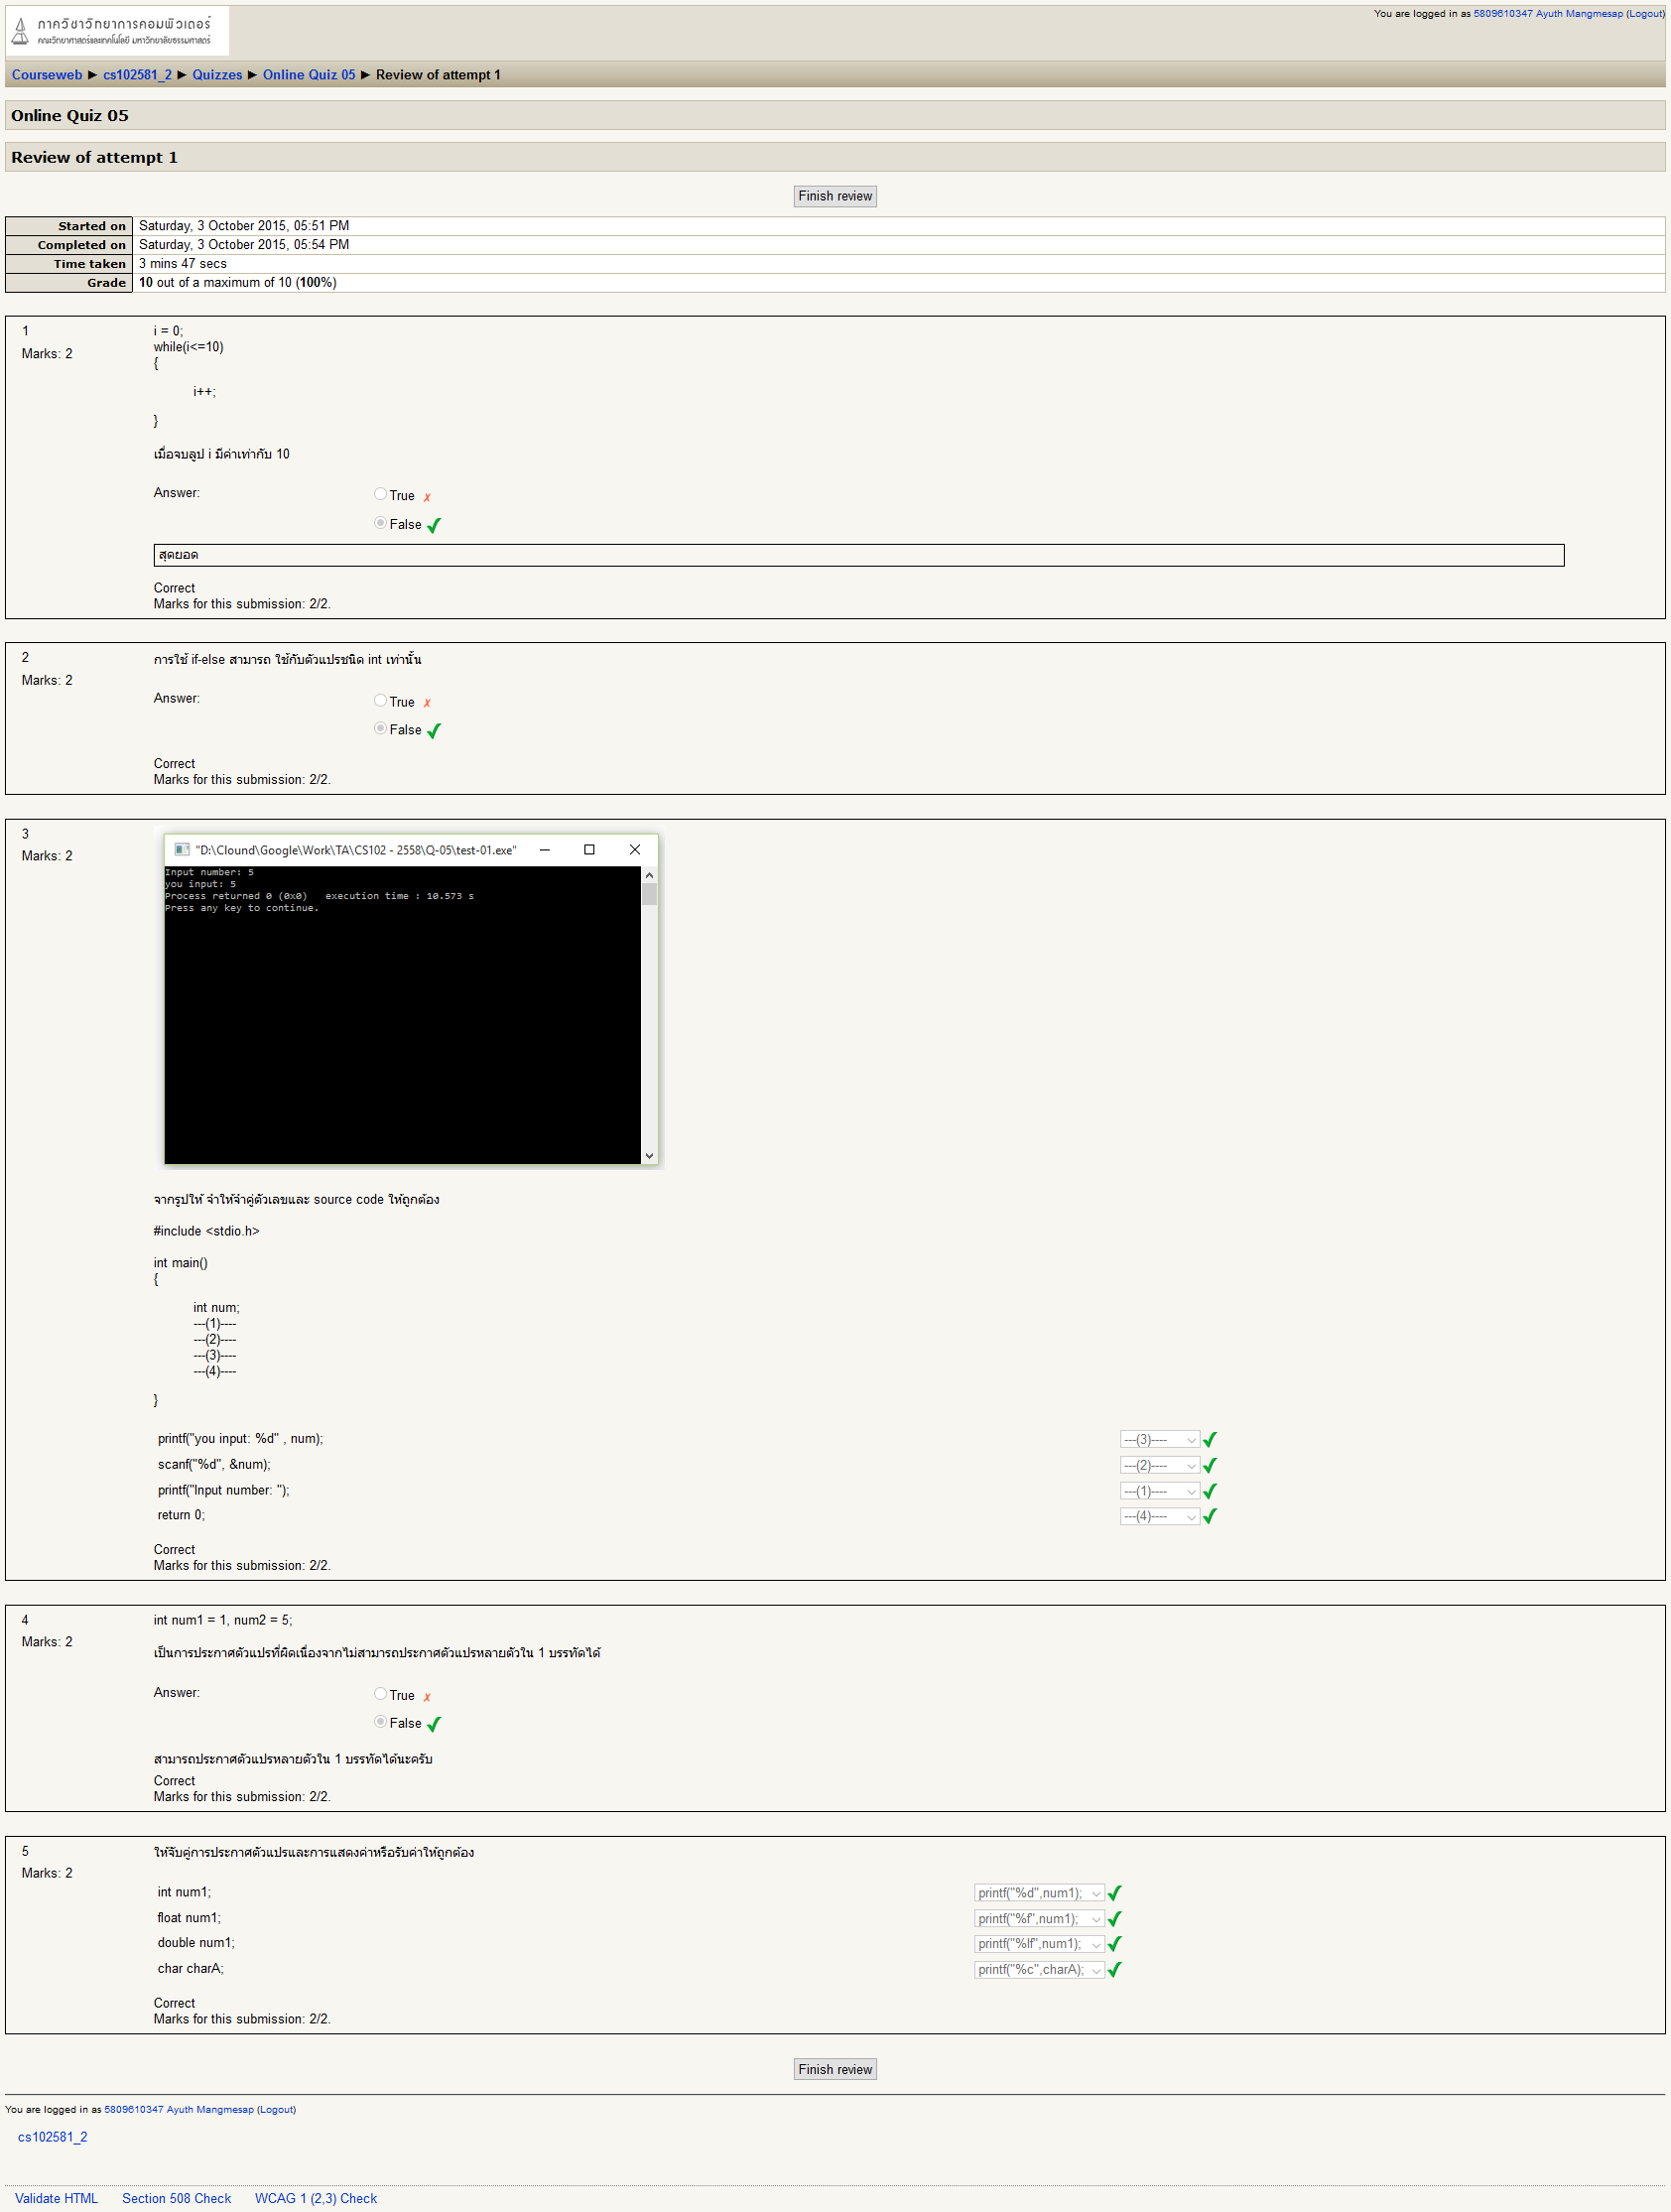 ภาควิชาวิทยาการคอมพิวเตอร์
คณะวิทยาศาสตร์และเทคโนโลยี มหาวิทยาลัยธรรมศาสตร์
You are logged in as 5809610347 Ayuth Mangmesap (Logout)
Courseweb ► cs102581_2 ► Quizzes ► Online Quiz 05 ► Review of attempt 1
Online Quiz 05
Review of attempt 1
Finish review
Started on Saturday, 3 October 2015, 05:51 PM
Completed on Saturday, 3 October 2015, 05:54 PM
Time taken 3 mins 47 secs
Grade 10 out of a maximum of 10 (100%)
1
Marks: 2
i = 0;
while(i<=10)
{
i++;
}
เมื่อจบลูป i มีค่าเท่ากับ 10
Answer:
True ✗
False ✓
สุดยอด
Correct
Marks for this submission: 2/2.
2
Marks: 2
การใช้ if-else สามารถ ใช้กับตัวแปรชนิด int เท่านั้น
Answer:
True ✗
False ✓
Correct
Marks for this submission: 2/2.
3
Marks: 2
"D:\Clound\Google\Work\TA\CS102 - 2558\Q-05\test-01.exe"
Input number: 5
you input: 5
Process returned 0 (0x0) execution time : 10.573 s
Press any key to continue.
จากรูปให้ จำให้จำคู่ตัวเลขและ source code ให้ถูกต้อง
#include <stdio.h>
int main()
{
int num;
---(1)----
---(2)----
---(3)----
---(4)----
}
printf("you input: %d" , num); ---(3)---- ✓
scanf("%d", &num); ---(2)---- ✓
printf("Input number: "); ---(1)---- ✓
return 0; ---(4)---- ✓
Correct
Marks for this submission: 2/2.
4
Marks: 2
int num1 = 1, num2 = 5;
เป็นการประกาศตัวแปรที่ผิดเนื่องจากไม่สามารถประกาศตัวแปรหลายตัวใน 1 บรรทัดได้
Answer:
True ✗
False ✓
สามารถประกาศตัวแปรหลายตัวใน 1 บรรทัดได้นะครับ
Correct
Marks for this submission: 2/2.
5
Marks: 2
ให้จับคู่การประกาศตัวแปรและการแสดงค่าหรือรับค่าให้ถูกต้อง
int num1; printf("%d",num1); ✓
float num1; printf("%f",num1); ✓
double num1; printf("%lf",num1); ✓
char charA; printf("%c",charA); ✓
Correct
Marks for this submission: 2/2.
Finish review
You are logged in as 5809610347 Ayuth Mangmesap (Logout)
cs102581_2
Validate HTML Section 508 Check WCAG 1 (2,3) Check